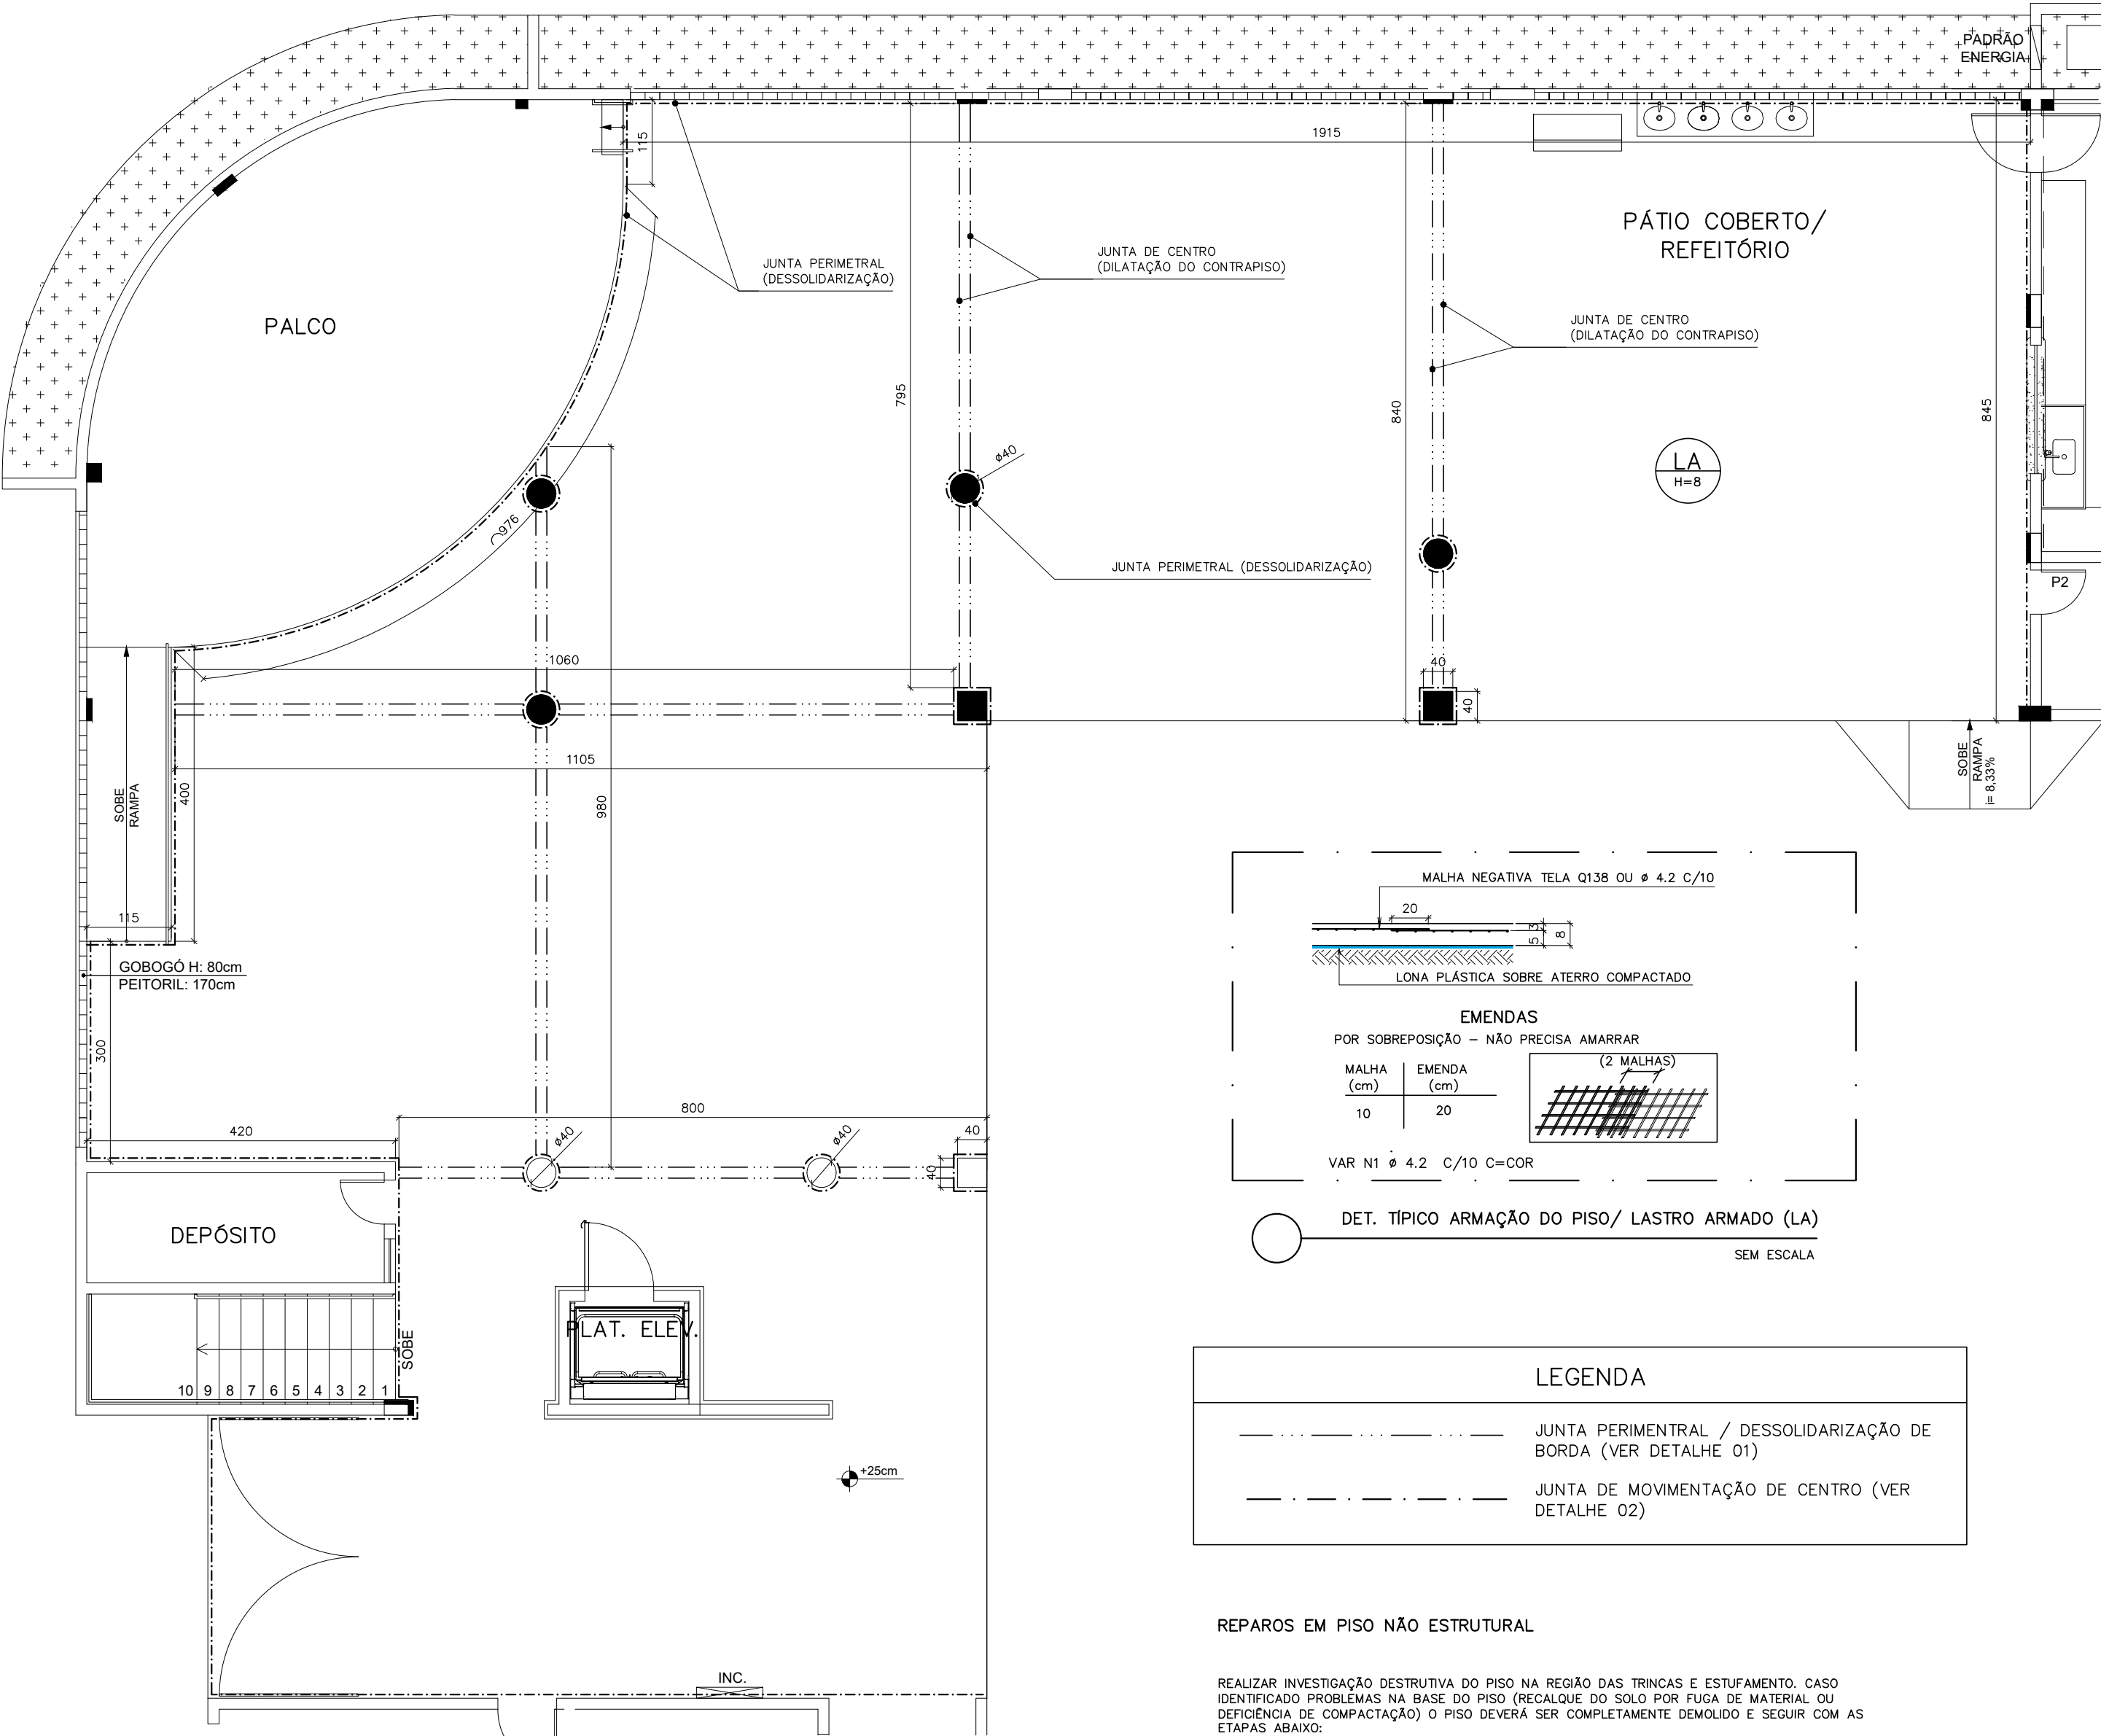 PADRÃO
ENERGIA
115
1915
PÁTIO COBERTO/
REFEITÓRIO
JUNTA PERIMETRAL
(DESSOLIDARIZAÇÃO)
JUNTA DE CENTRO
(DILATAÇÃO DO CONTRAPISO)
JUNTA DE CENTRO
(DILATAÇÃO DO CONTRAPISO)
PALCO
795
840
845
ø40
LA
H=8
976
JUNTA PERIMETRAL (DESSOLIDARIZAÇÃO)
P2
1060
40
40
1105
SOBE
RAMPA
400
980
SOBE
RAMPA
i= 8,33%
115
GOBOGÓ H: 80cm
PEITORIL: 170cm
300
MALHA NEGATIVA TELA Q138 OU ø 4.2 C/10
20
3
5
8
LONA PLÁSTICA SOBRE ATERRO COMPACTADO
EMENDAS
POR SOBREPOSIÇÃO – NÃO PRECISA AMARRAR
MALHA
(cm)
EMENDA
(cm)
10
20
(2 MALHAS)
VAR N1 ø 4.2 C/10 C=COR
DET. TÍPICO ARMAÇÃO DO PISO/ LASTRO ARMADO (LA)
SEM ESCALA
800
420
ø40
ø40
40
40
DEPÓSITO
PLAT. ELEV.
SOBE
10 9 8 7 6 5 4 3 2 1
+25cm
INC.
LEGENDA
JUNTA PERIMENTRAL / DESSOLIDARIZAÇÃO DE
BORDA (VER DETALHE 01)
JUNTA DE MOVIMENTAÇÃO DE CENTRO (VER
DETALHE 02)
REPAROS EM PISO NÃO ESTRUTURAL
REALIZAR INVESTIGAÇÃO DESTRUTIVA DO PISO NA REGIÃO DAS TRINCAS E ESTUFAMENTO. CASO
IDENTIFICADO PROBLEMAS NA BASE DO PISO (RECALQUE DO SOLO POR FUGA DE MATERIAL OU
DEFICIÊNCIA DE COMPACTAÇÃO) O PISO DEVERÁ SER COMPLETAMENTE DEMOLIDO E SEGUIR COM AS
ETAPAS ABAIXO: